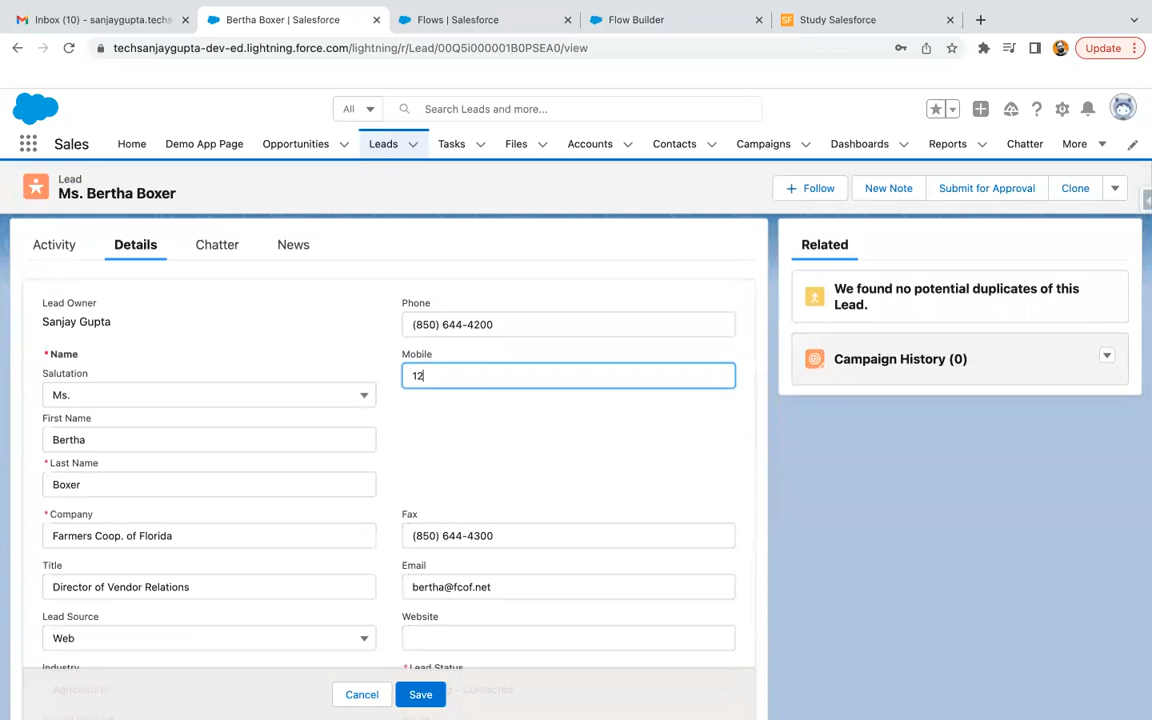 Inbox (10) - sanjaygupta.techs
Bertha Boxer | Salesforce
Flows | Salesforce
Flow Builder
SF Study Salesforce
techsanjaygupta-dev-ed.lightning.force.com/lightning/r/Lead/00Q5i000001B0PSEA0/view
Update
All
Search Leads and more...
Sales
Home
Demo App Page
Opportunities
Leads
Tasks
Files
Accounts
Contacts
Campaigns
Dashboards
Reports
Chatter
More
Lead
Ms. Bertha Boxer
+ Follow
New Note
Submit for Approval
Clone
Activity
Details
Chatter
News
Lead Owner
Sanjay Gupta
* Name
Salutation
Ms.
First Name
Bertha
* Last Name
Boxer
* Company
Farmers Coop. of Florida
Title
Director of Vendor Relations
Lead Source
Web
Industry
Agriculture
Phone
(850) 644-4200
Mobile
12
Fax
(850) 644-4300
Email
bertha@fcof.net
Website
* Lead Status
- Contacted
Cancel
Save
Related
We found no potential duplicates of this
Lead.
Campaign History (0)